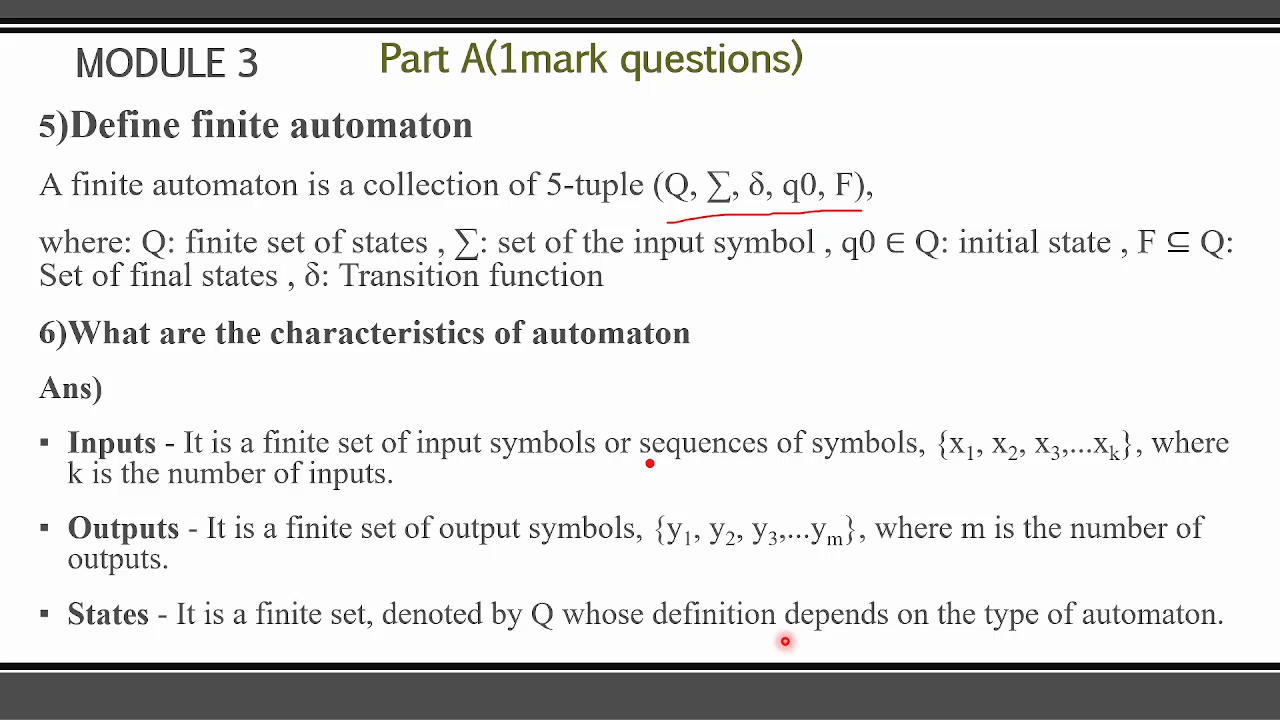 MODULE 3
Part A(1mark questions)
5)Define finite automaton
A finite automaton is a collection of 5-tuple (Q, ∑, δ, q0, F),
where: Q: finite set of states , ∑: set of the input symbol , q0 ∈ Q: initial state , F ⊆ Q:
Set of final states , δ: Transition function
6)What are the characteristics of automaton
Ans)
▪ Inputs - It is a finite set of input symbols or sequences of symbols, {x₁, x₂, x₃,...xₖ}, where
k is the number of inputs.
▪ Outputs - It is a finite set of output symbols, {y₁, y₂, y₃,...yₘ}, where m is the number of
outputs.
▪ States - It is a finite set, denoted by Q whose definition depends on the type of automaton.